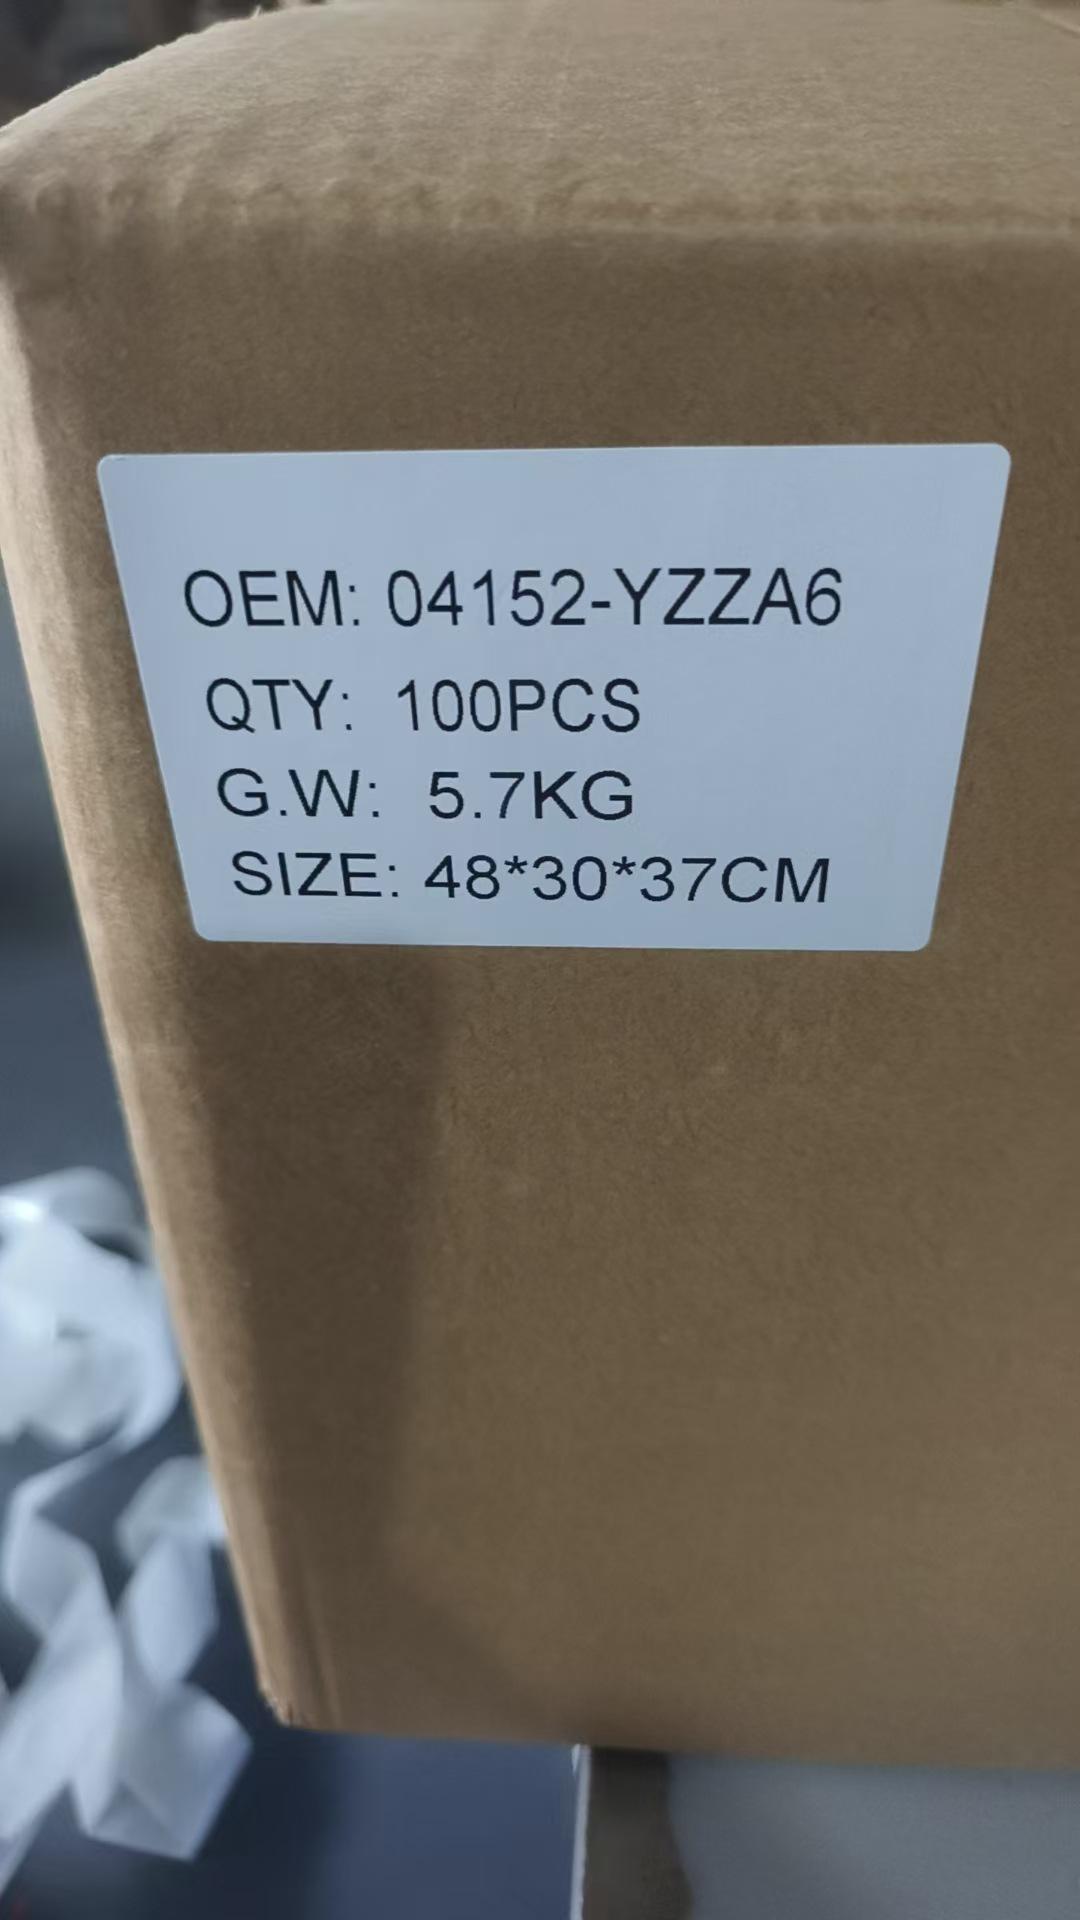 OEM: 04152-YZZA6
QTY: 100PCS
G.W: 5.7KG
SIZE: 48*30*37CM